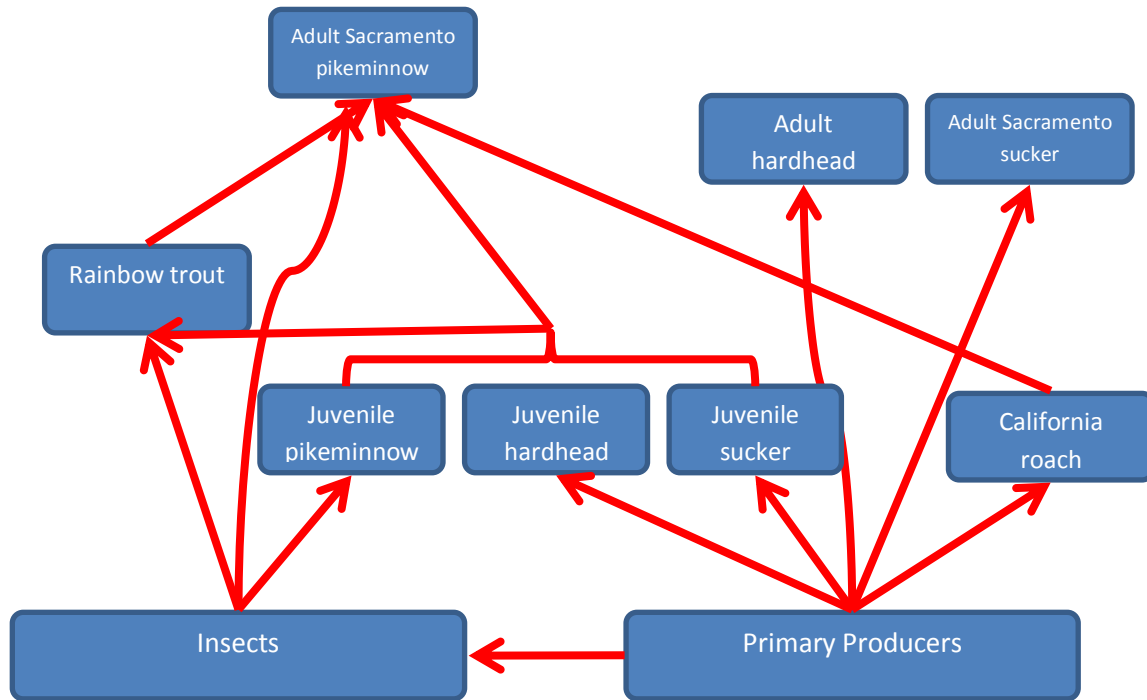 Adult Sacramento
pikeminnow
Adult
hardhead
Adult Sacramento
sucker
Rainbow trout
Juvenile
pikeminnow
Juvenile
hardhead
Juvenile
sucker
California
roach
Insects
Primary Producers